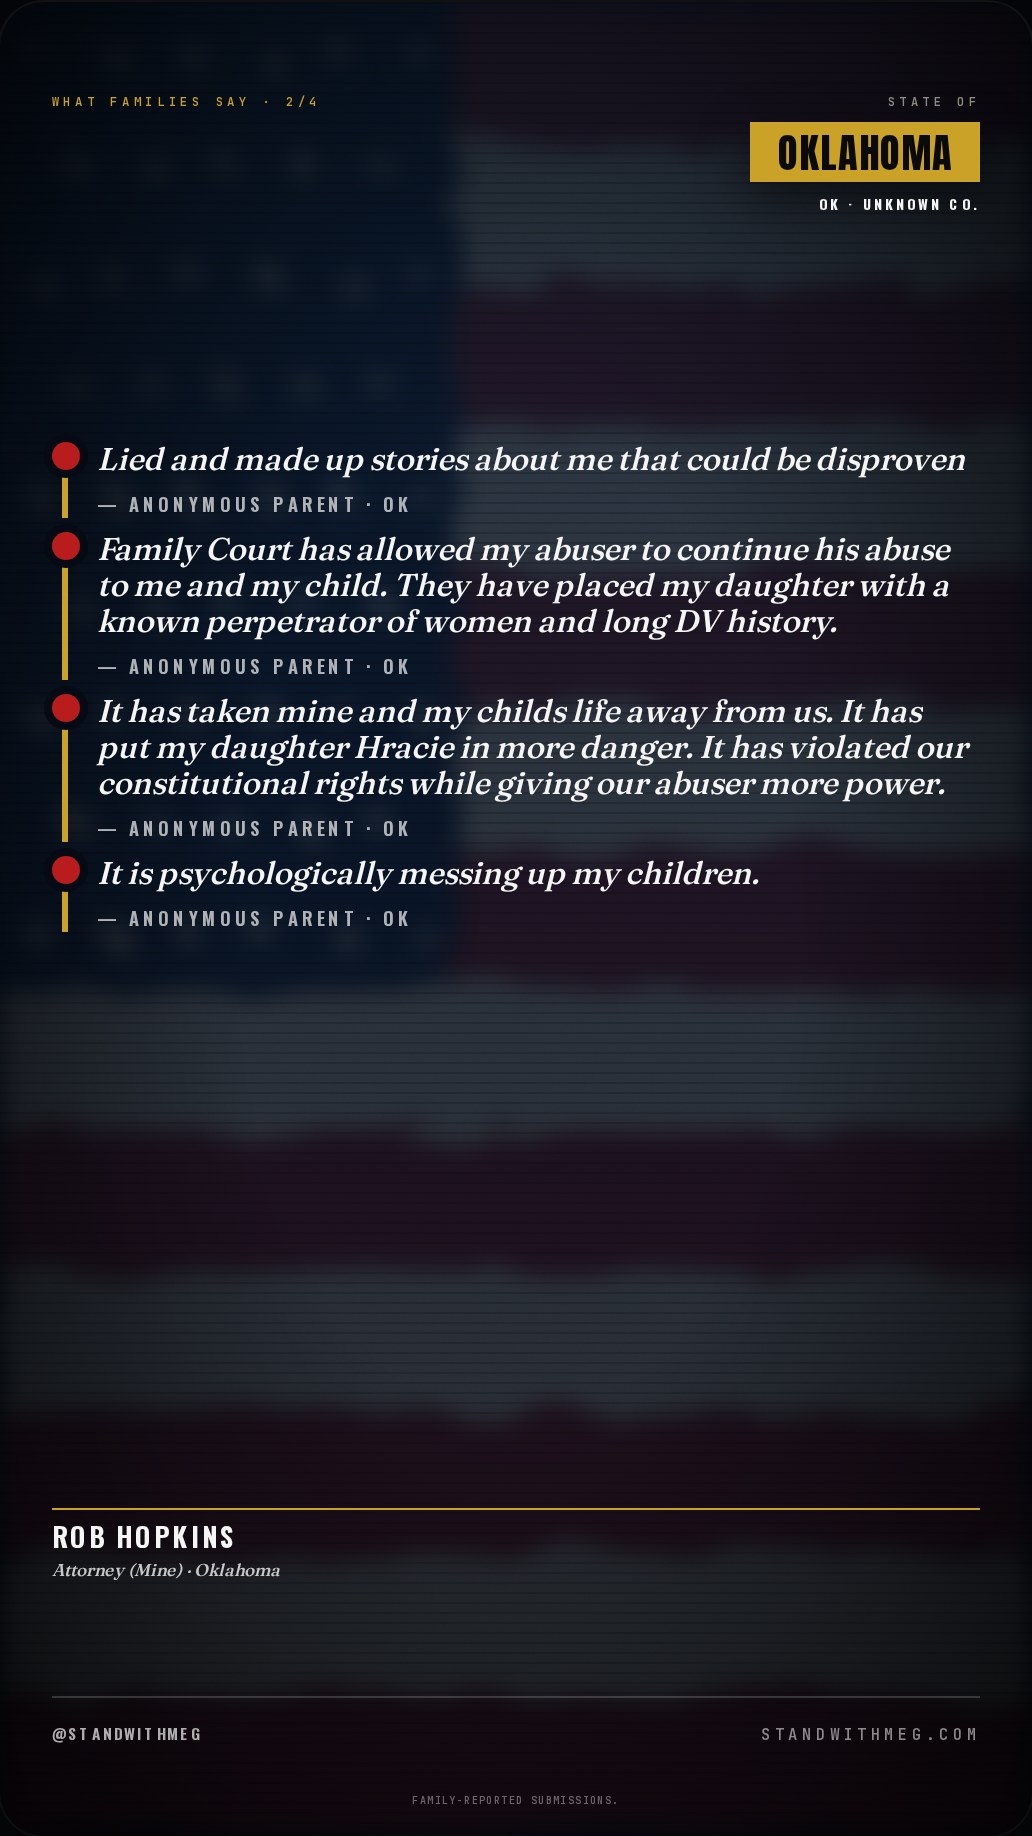 WHAT FAMILIES SAY · 2/4
STATE OF
OKLAHOMA
OK · UNKNOWN CO.
Lied and made up stories about me that could be disproven
— ANONYMOUS PARENT · OK
Family Court has allowed my abuser to continue his abuse
to me and my child. They have placed my daughter with a
known perpetrator of women and long DV history.
— ANONYMOUS PARENT · OK
It has taken mine and my childs life away from us. It has
put my daughter Hracie in more danger. It has violated our
constitutional rights while giving our abuser more power.
— ANONYMOUS PARENT · OK
It is psychologically messing up my children.
— ANONYMOUS PARENT · OK
ROB HOPKINS
Attorney (Mine) · Oklahoma
@STANDWITHMEG
STANDWITHMEG.COM
FAMILY-REPORTED SUBMISSIONS.